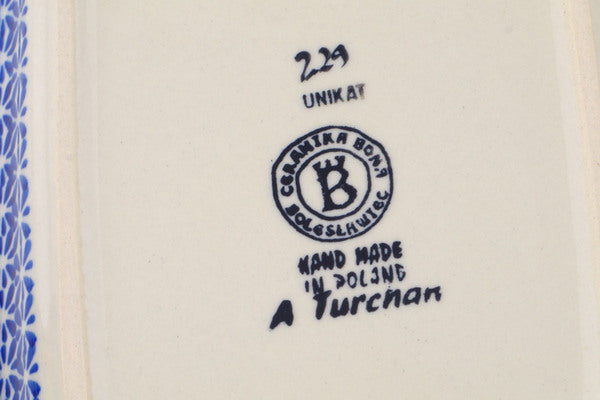 229
UNIKAT
CERAMIKA BONA
B
BOLESŁAWIEC
HAND MADE
IN POLAND
A Turchan